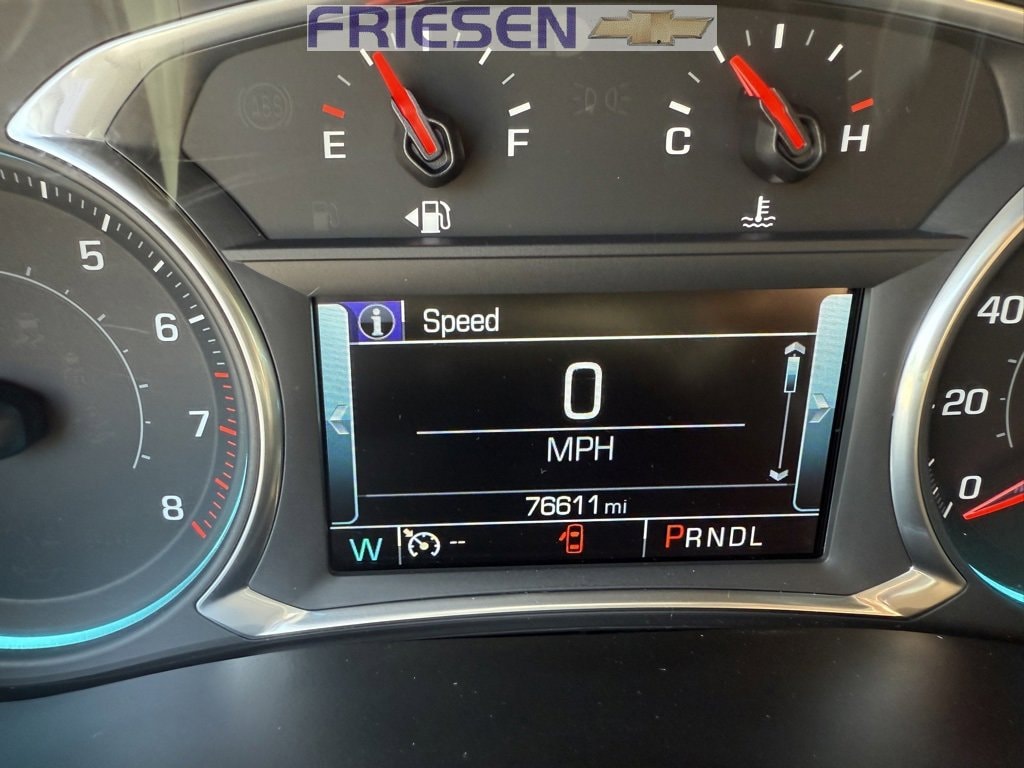 FRIESEN
E F C H
5
6
7
8
Speed
0
MPH
76611 mi
W -- PRNDL
40
20
0